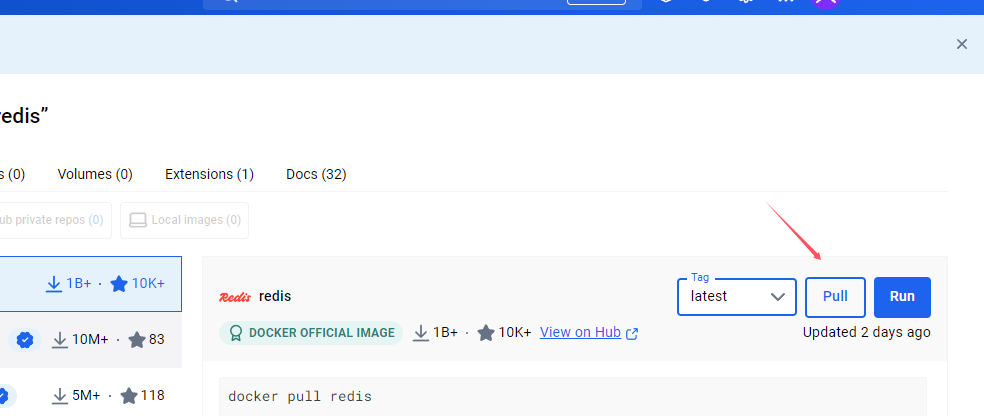 redis”
s (0) Volumes (0) Extensions (1) Docs (32)
ub private repos (0) Local images (0)
1B+ · 10K+
10M+ · 83
5M+ · 118
Redis redis
Tag
latest
Pull
Run
DOCKER OFFICIAL IMAGE 1B+ · 10K+ View on Hub
Updated 2 days ago
docker pull redis